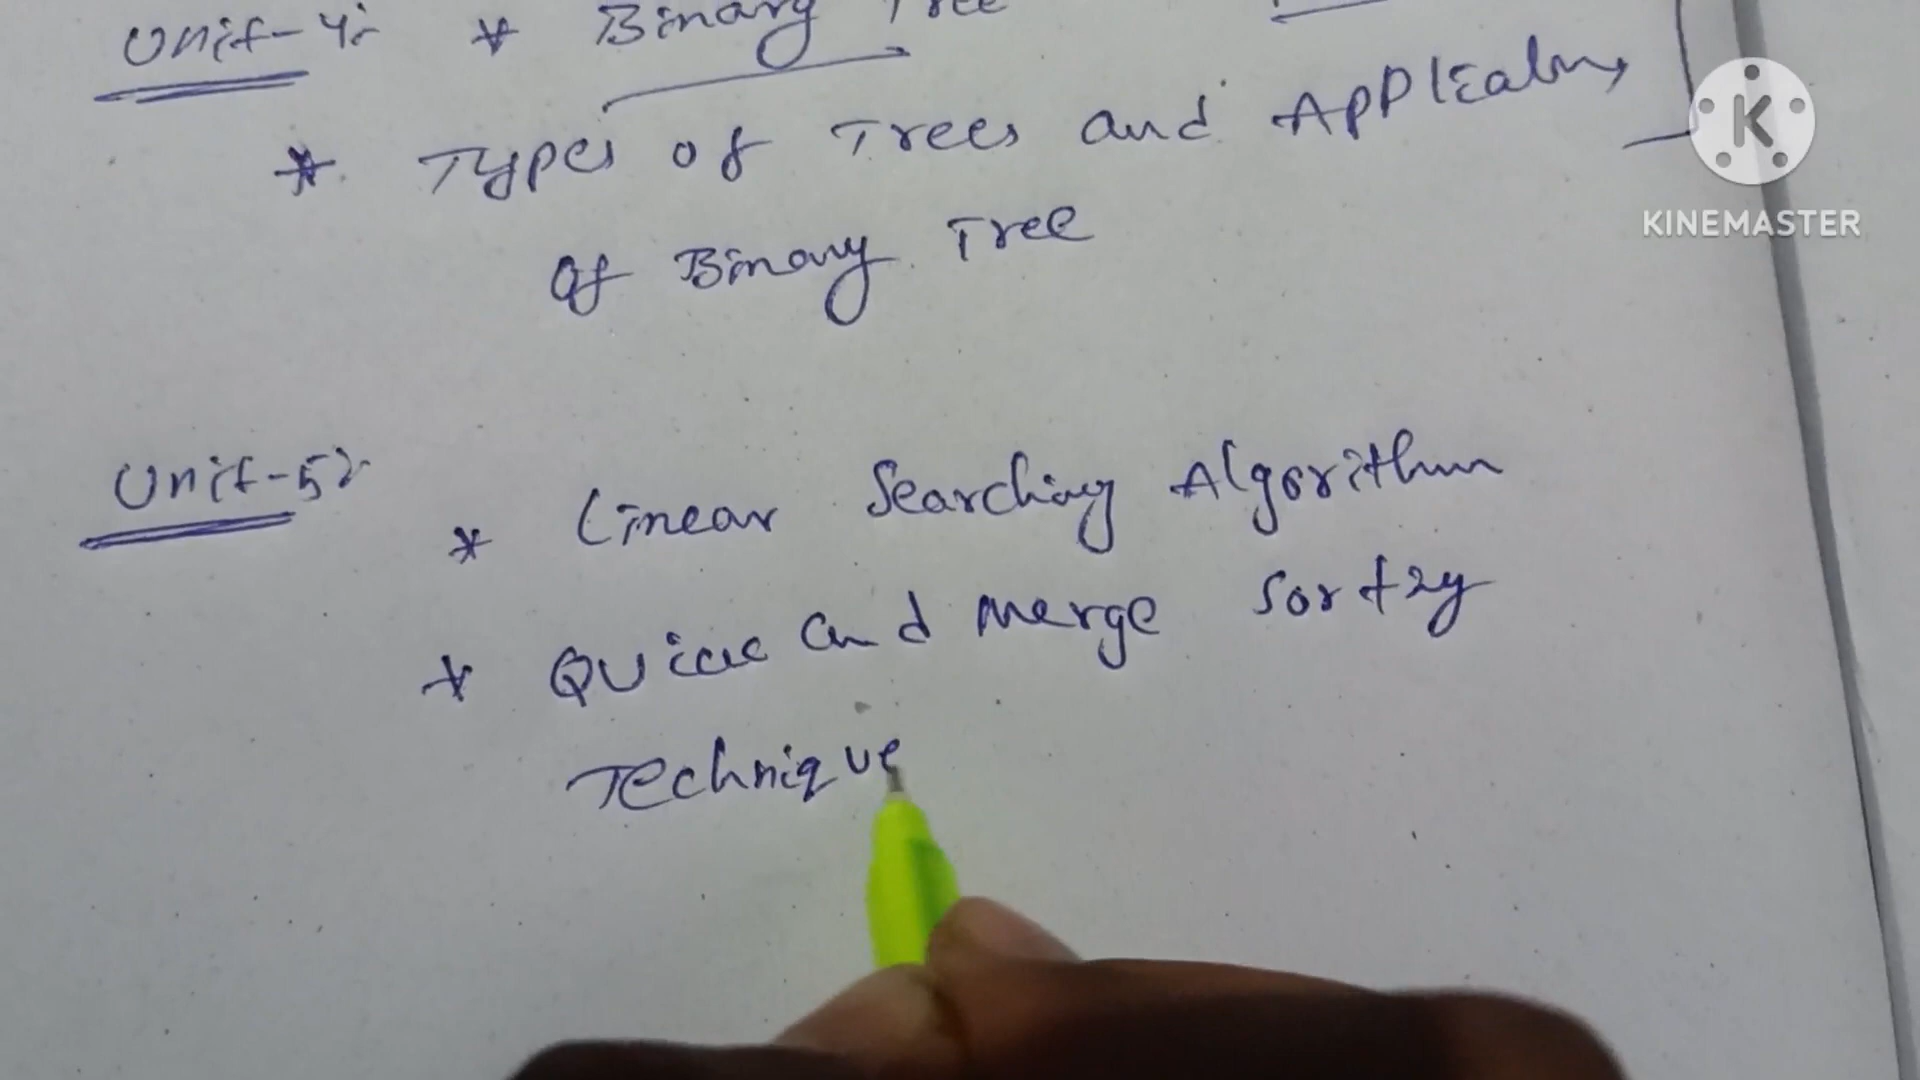 Unit-4:- * Binary Tree
* Types of Trees and Applications
Of Binary Tree
KINEMASTER
Unit-5:-
* Linear Searching Algorithm
* Quick and Merge Sorting
Technique